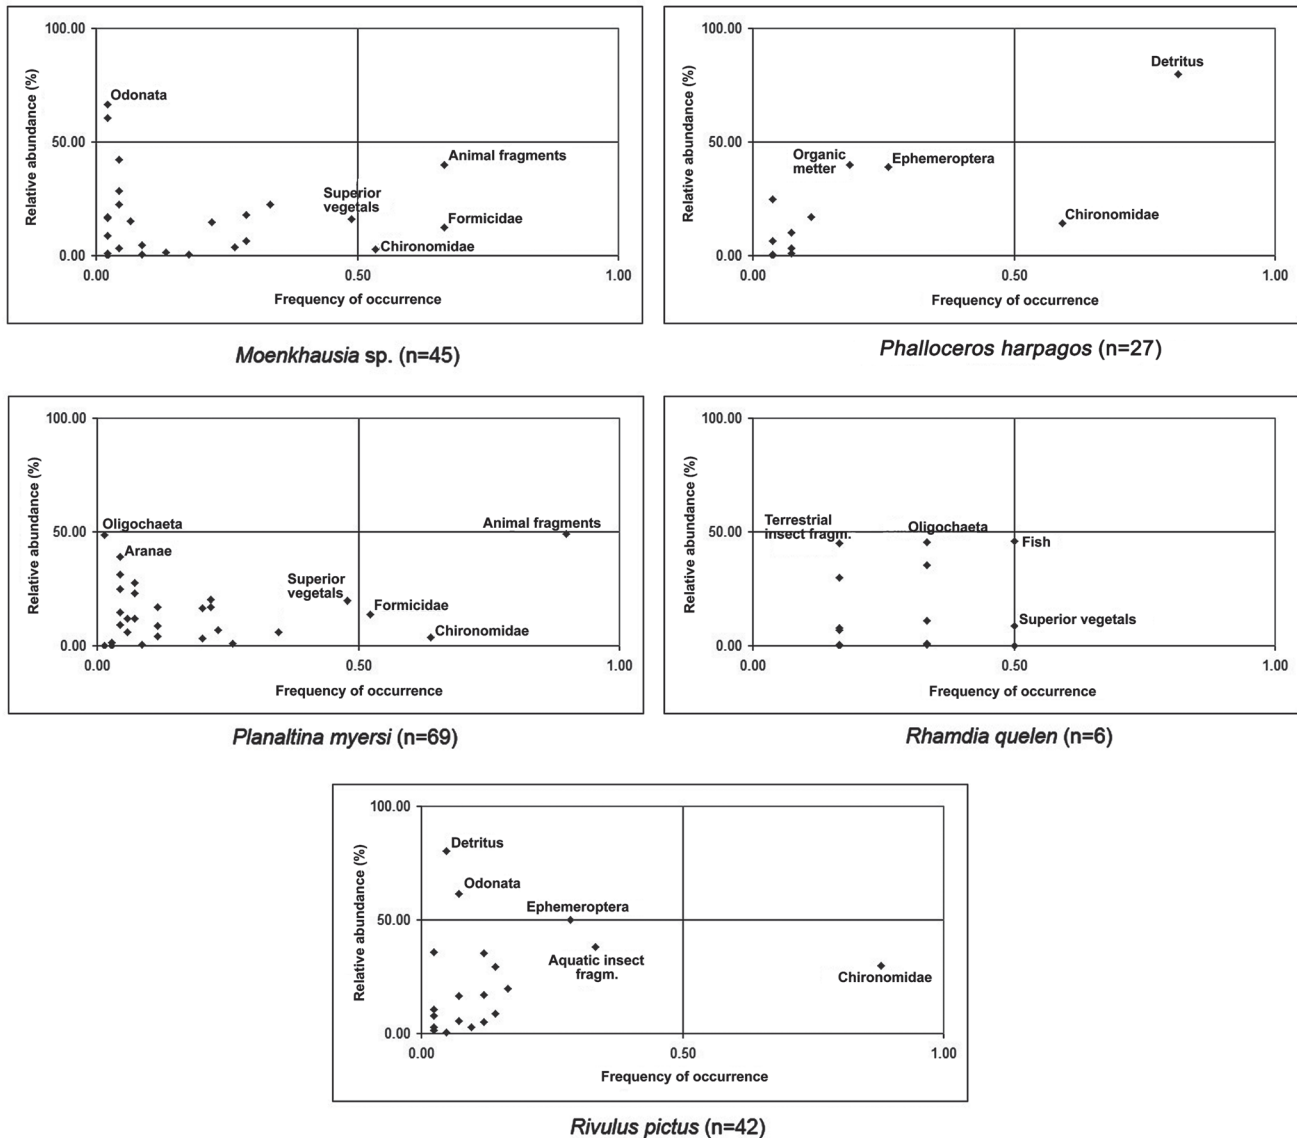 100.00
Relative abundance (%)
Odonata
50.00
Animal fragments
Superior
vegetals
Formicidae
Chironomidae
0.00
0.00
0.50
1.00
Frequency of occurrence
Moenkhausia sp. (n=45)
100.00
Relative abundance (%)
Detritus
50.00
Organic
metter
Ephemeroptera
Chironomidae
0.00
0.00
0.50
1.00
Frequency of occurrence
Phalloceros harpagos (n=27)
100.00
Relative abundance (%)
Oligochaeta
Animal fragments
50.00
Aranae
Superior
vegetals
Formicidae
Chironomidae
0.00
0.00
0.50
1.00
Frequency of occurrence
Planaltina myersi (n=69)
100.00
Relative abundance (%)
50.00
Terrestrial
insect fragm.
Oligochaeta
Fish
Superior vegetals
0.00
0.00
0.50
1.00
Frequency of occurrence
Rhamdia quelen (n=6)
100.00
Relative abundance (%)
Detritus
Odonata
Ephemeroptera
50.00
Aquatic insect
fragm.
Chironomidae
0.00
0.00
0.50
1.00
Frequency of occurrence
Rivulus pictus (n=42)